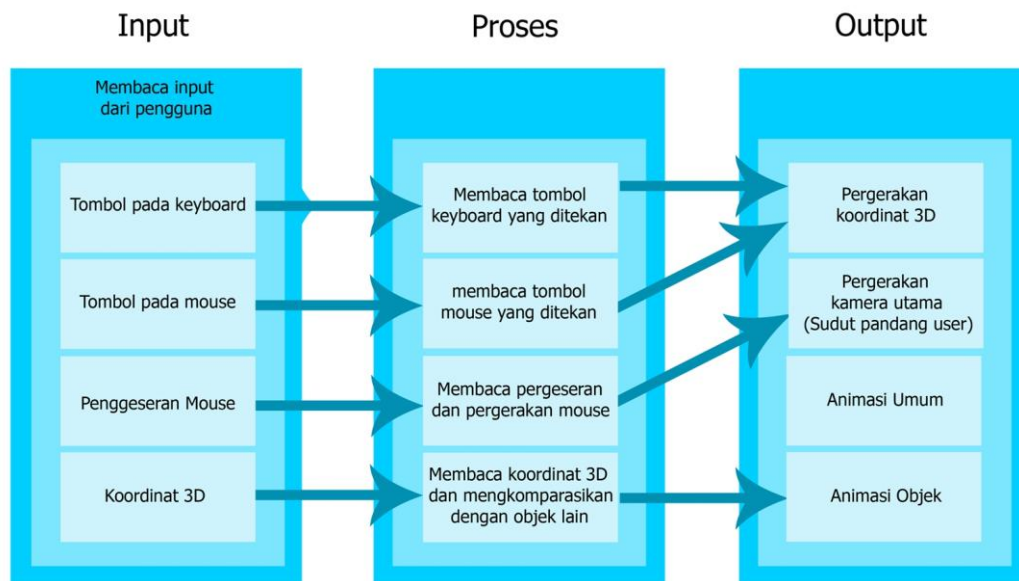 Input
Proses
Output
Membaca input
dari pengguna
Tombol pada keyboard
Tombol pada mouse
Penggeseran Mouse
Koordinat 3D
Membaca tombol
keyboard yang ditekan
membaca tombol
mouse yang ditekan
Membaca pergeseran
dan pergerakan mouse
Membaca koordinat 3D
dan mengkomparasikan
dengan objek lain
Pergerakan
koordinat 3D
Pergerakan
kamera utama
(Sudut pandang user)
Animasi Umum
Animasi Objek